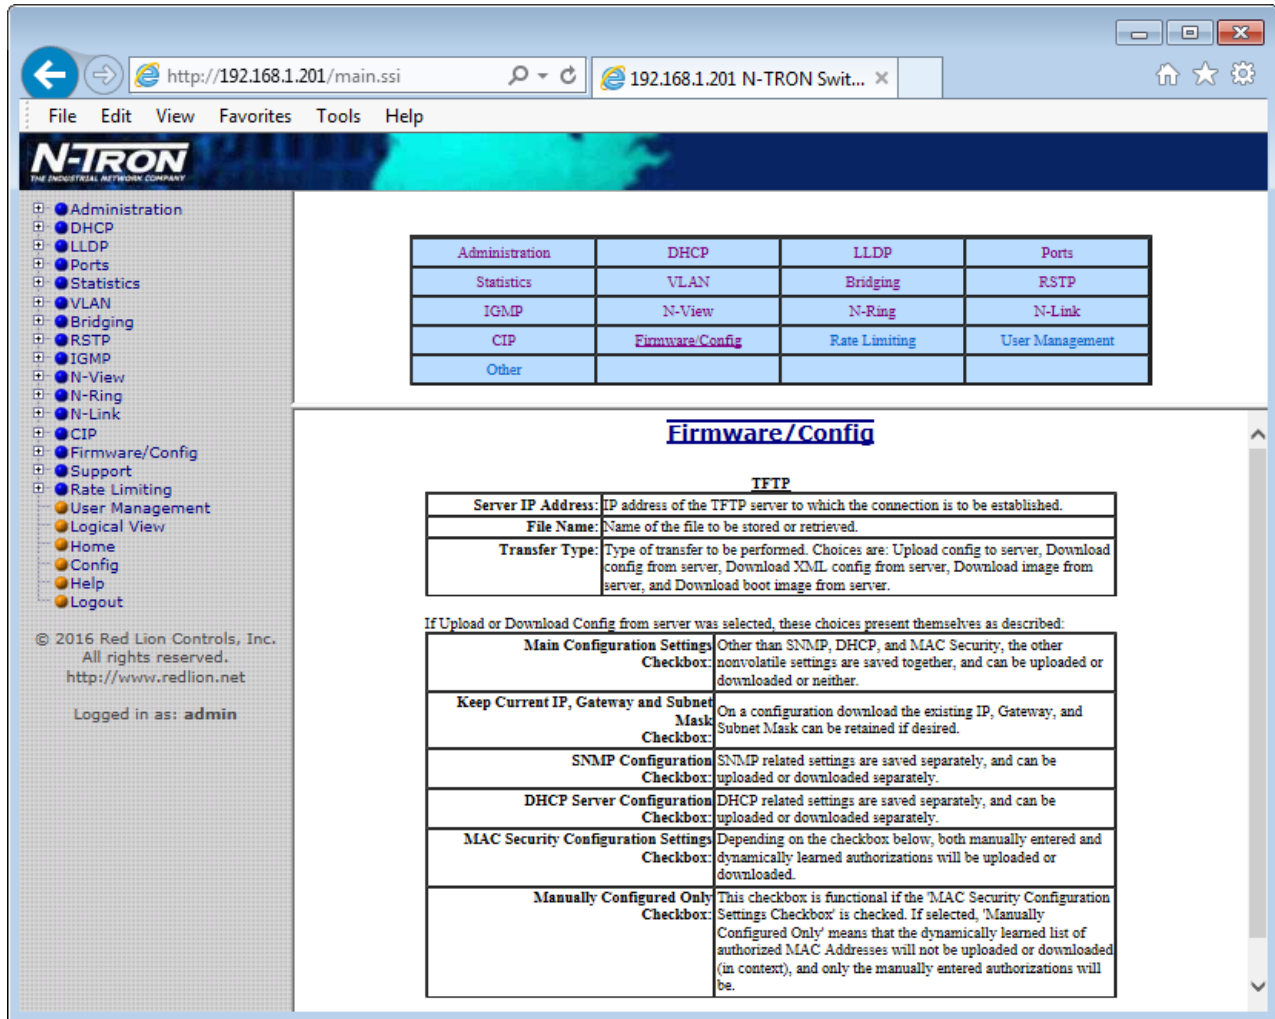 http://192.168.1.201/main.ssi
192.168.1.201 N-TRON Swit...
File Edit View Favorites Tools Help
N-TRON
THE INDUSTRIAL NETWORK COMPANY
Administration
DHCP
LLDP
Ports
Statistics
VLAN
Bridging
RSTP
IGMP
N-View
N-Ring
N-Link
CIP
Firmware/Config
Support
Rate Limiting
User Management
Logical View
Home
Config
Help
Logout
© 2016 Red Lion Controls, Inc.
All rights reserved.
http://www.redlion.net
Logged in as: admin
Administration DHCP LLDP Ports
Statistics VLAN Bridging RSTP
IGMP N-View N-Ring N-Link
CIP Firmware/Config Rate Limiting User Management
Other
Firmware/Config
TFTP
Server IP Address: IP address of the TFTP server to which the connection is to be established.
File Name: Name of the file to be stored or retrieved.
Transfer Type: Type of transfer to be performed. Choices are: Upload config to server, Download
config from server, Download XML config from server, Download image from
server, and Download boot image from server.
If Upload or Download Config from server was selected, these choices present themselves as described:
Main Configuration Settings Checkbox: Other than SNMP, DHCP, and MAC Security, the other
nonvolatile settings are saved together, and can be uploaded or
downloaded or neither.
Keep Current IP, Gateway and Subnet
Mask
Checkbox:
On a configuration download the existing IP, Gateway, and
Subnet Mask can be retained if desired.
SNMP Configuration
Checkbox:
SNMP related settings are saved separately, and can be
uploaded or downloaded separately.
DHCP Server Configuration
Checkbox:
DHCP related settings are saved separately, and can be
uploaded or downloaded separately.
MAC Security Configuration Settings
Checkbox:
Depending on the checkbox below, both manually entered and
dynamically learned authorizations will be uploaded or
downloaded.
Manually Configured Only
Checkbox:
This checkbox is functional if the 'MAC Security Configuration
Settings Checkbox' is checked. If selected, 'Manually
Configured Only' means that the dynamically learned list of
authorized MAC Addresses will not be uploaded or downloaded
(in context), and only the manually entered authorizations will
be.